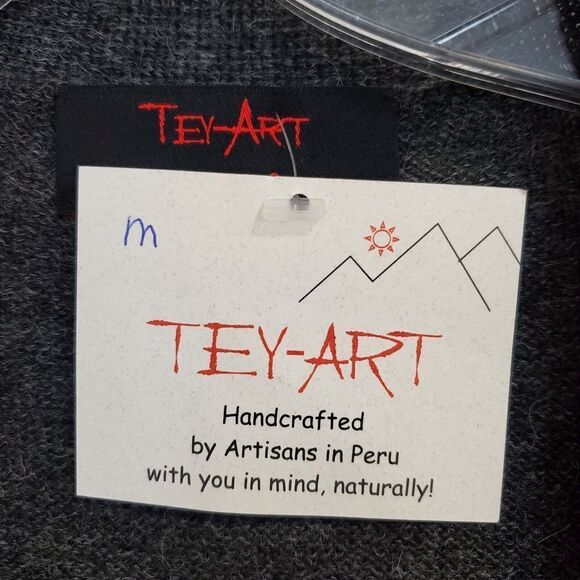 TEY-ART
m
TEY-ART
Handcrafted
by Artisans in Peru
with you in mind, naturally!